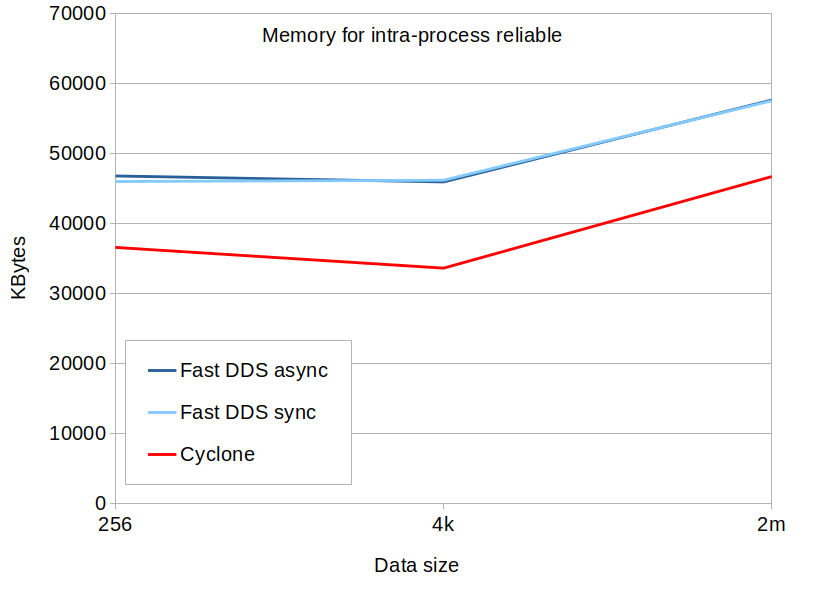 Memory for intra-process reliable
70000
60000
50000
40000
30000
20000
10000
0
KBytes
Fast DDS async
Fast DDS sync
Cyclone
256 4k 2m
Data size